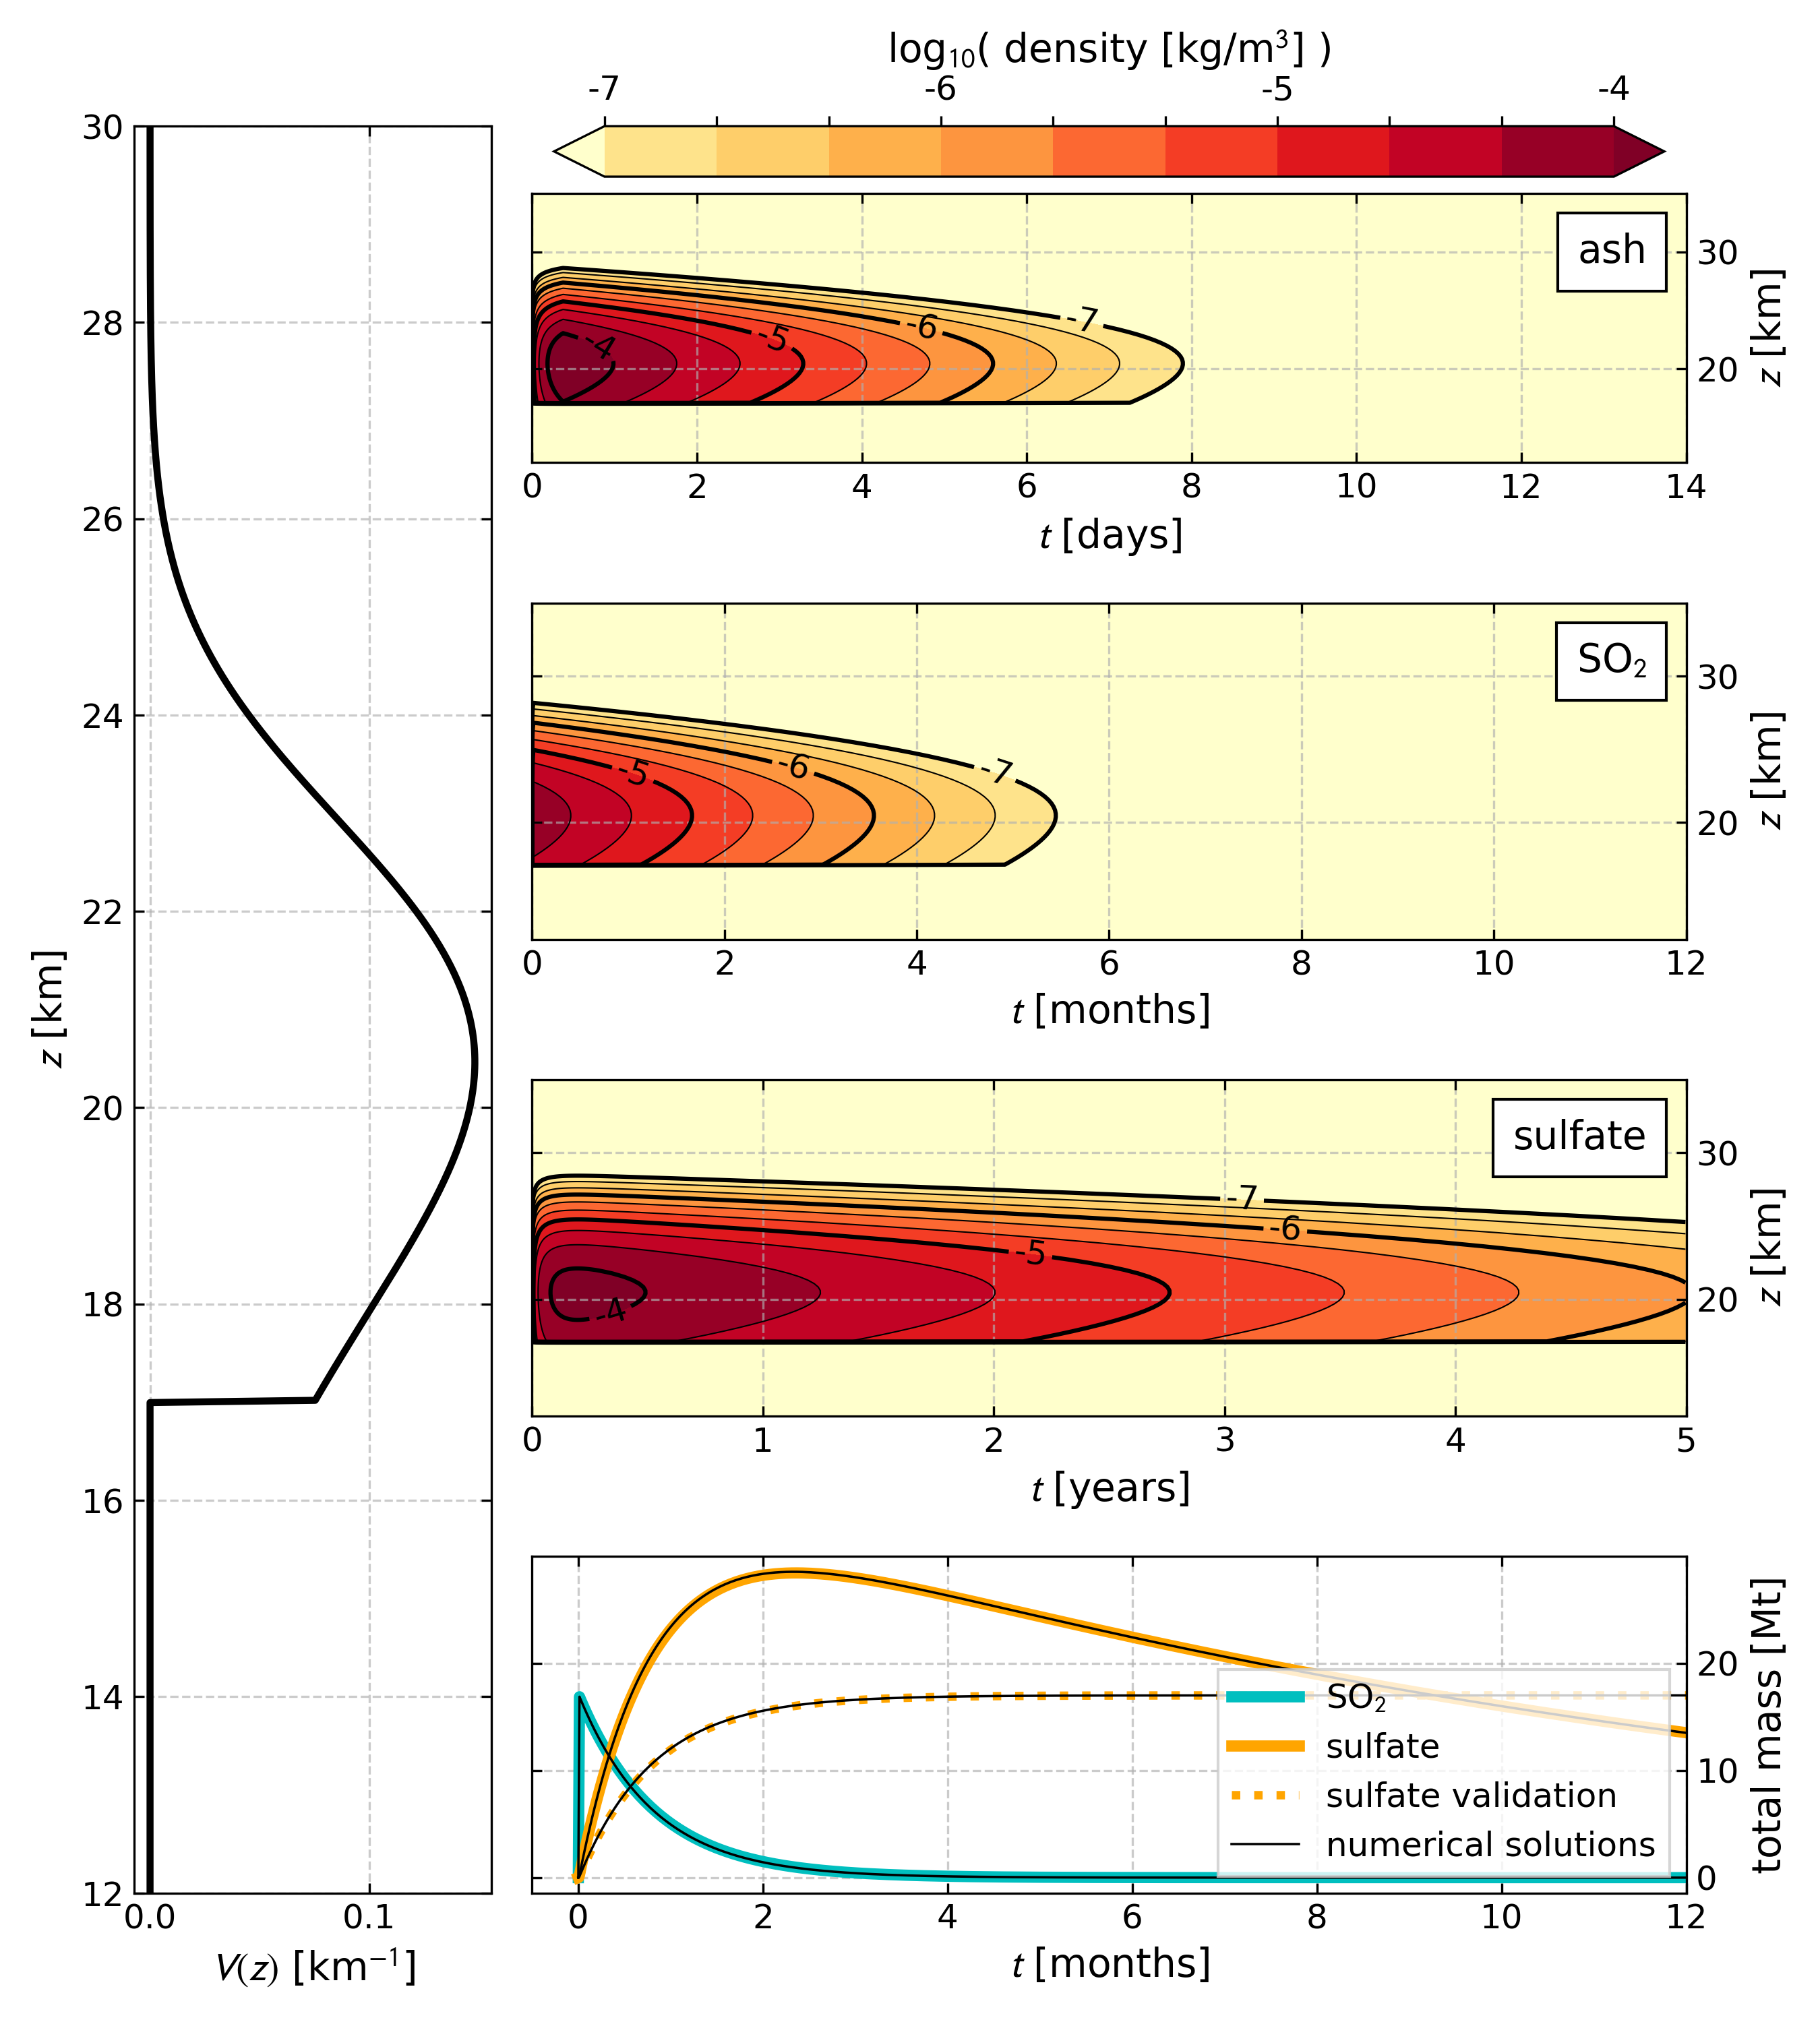 log₁₀( density [kg/m³] )
-7 -6 -5 -4
30
28
26
24
22
20
18
16
14
12
z [km]
0.0 0.1
V(z) [km⁻¹]
ash
-4 -5 -6 -7
30
20
z [km]
0 2 4 6 8 10 12 14
t [days]
SO₂
-5 -6 -7
30
20
z [km]
0 2 4 6 8 10 12
t [months]
sulfate
-4 -5 -6 -7
30
20
z [km]
0 1 2 3 4 5
t [years]
SO₂
sulfate
sulfate validation
numerical solutions
20
10
0
total mass [Mt]
0 2 4 6 8 10 12
t [months]